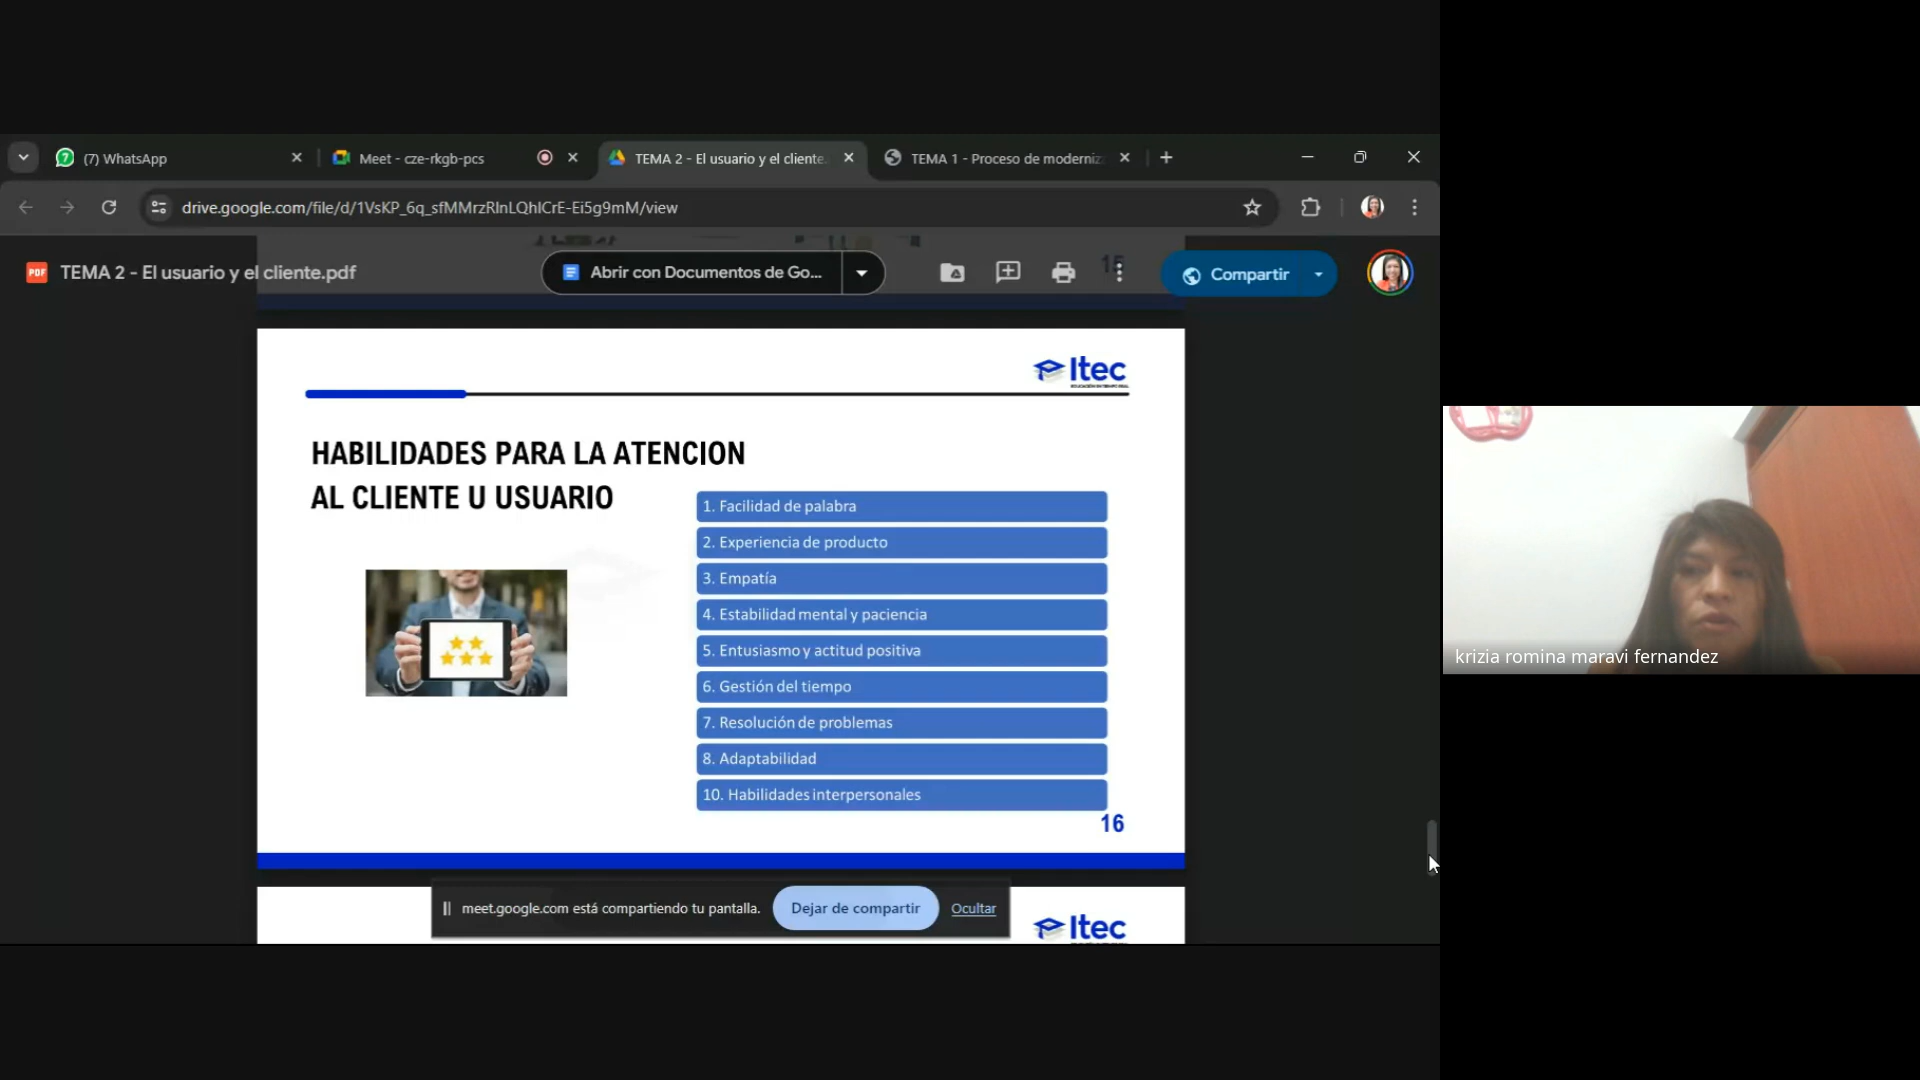 (7) WhatsApp
Meet - cze-rkgb-pcs
TEMA 2 - El usuario y el cliente.
TEMA 1 - Proceso de moderniz
drive.google.com/file/d/1VsKP_6q_sfMMrzRlnLQhlCrE-Ei5g9mM/view
PDF
TEMA 2 - El usuario y el cliente.pdf
Abrir con Documentos de Go...
15
Compartir
Itec
HABILIDADES PARA LA ATENCION
AL CLIENTE U USUARIO
1. Facilidad de palabra
2. Experiencia de producto
3. Empatía
4. Estabilidad mental y paciencia
5. Entusiasmo y actitud positiva
6. Gestión del tiempo
7. Resolución de problemas
8. Adaptabilidad
10. Habilidades interpersonales
16
meet.google.com está compartiendo tu pantalla.
Dejar de compartir
Ocultar
Itec
krizia romina maravi fernandez